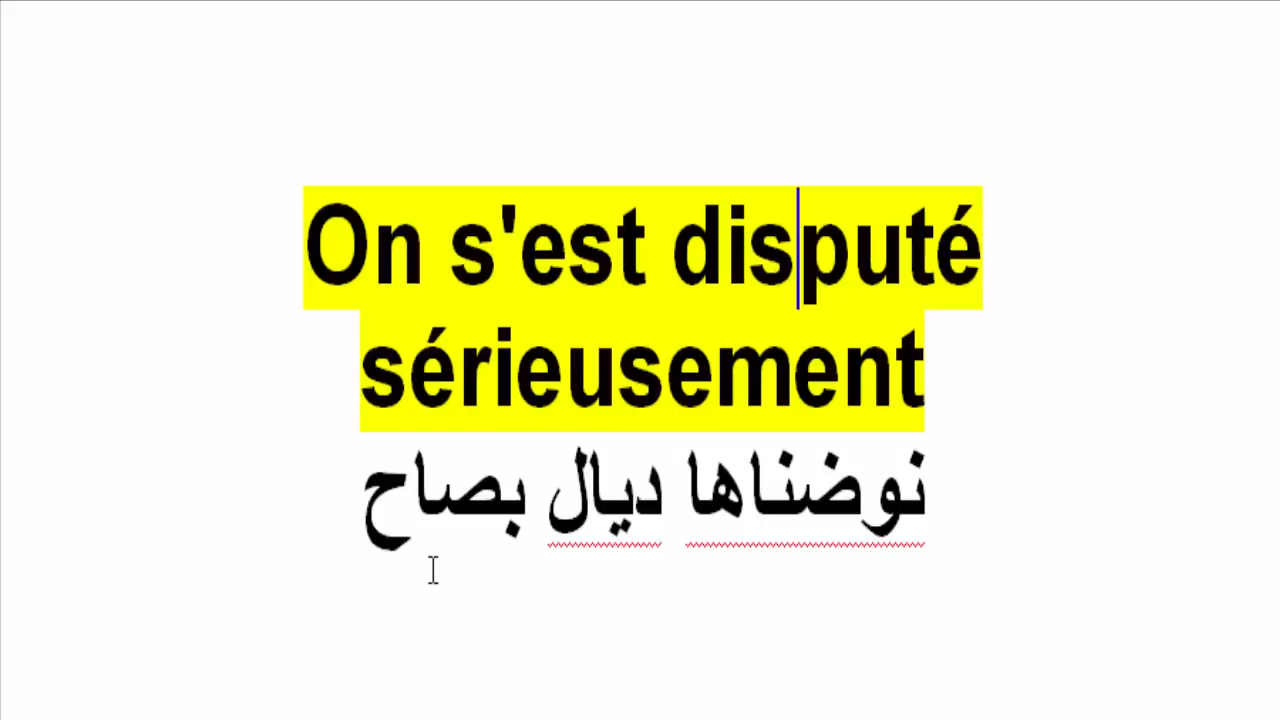 On s'est disputé
sérieusement
نوضناها ديال بصاح